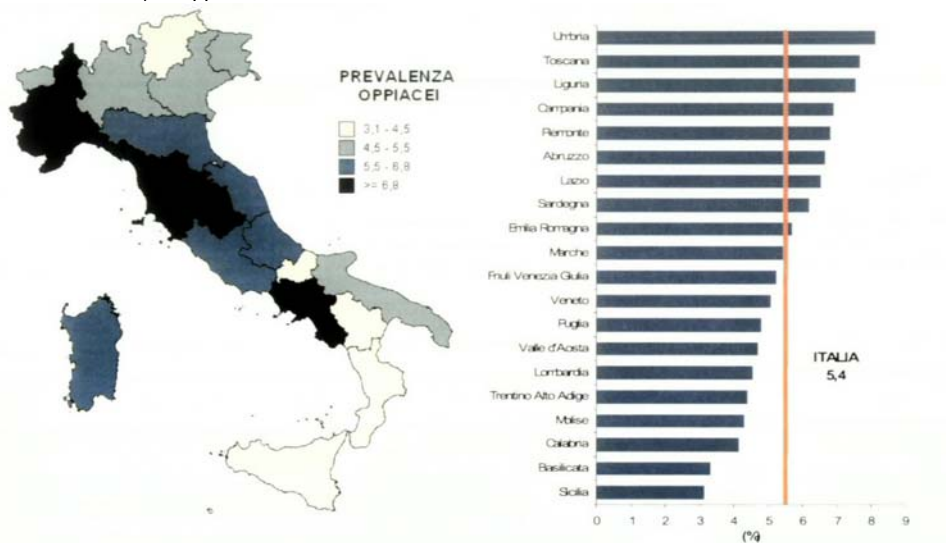 PREVALENZA
OPPIACEI
3,1 - 4,5
4,5 - 5,5
5,5 - 6,8
>= 6,8
Umbria
Toscana
Liguria
Campania
Piemonte
Abruzzo
Lazio
Sardegna
Emilia Romagna
Marche
Friuli Venezia Giulia
Veneto
Puglia
Valle d'Aosta
Lombardia
Trentino Alto Adige
Molise
Calabria
Basilicata
Sicilia
ITALIA
5,4
0 1 2 3 4 5 6 7 8 9
(%)